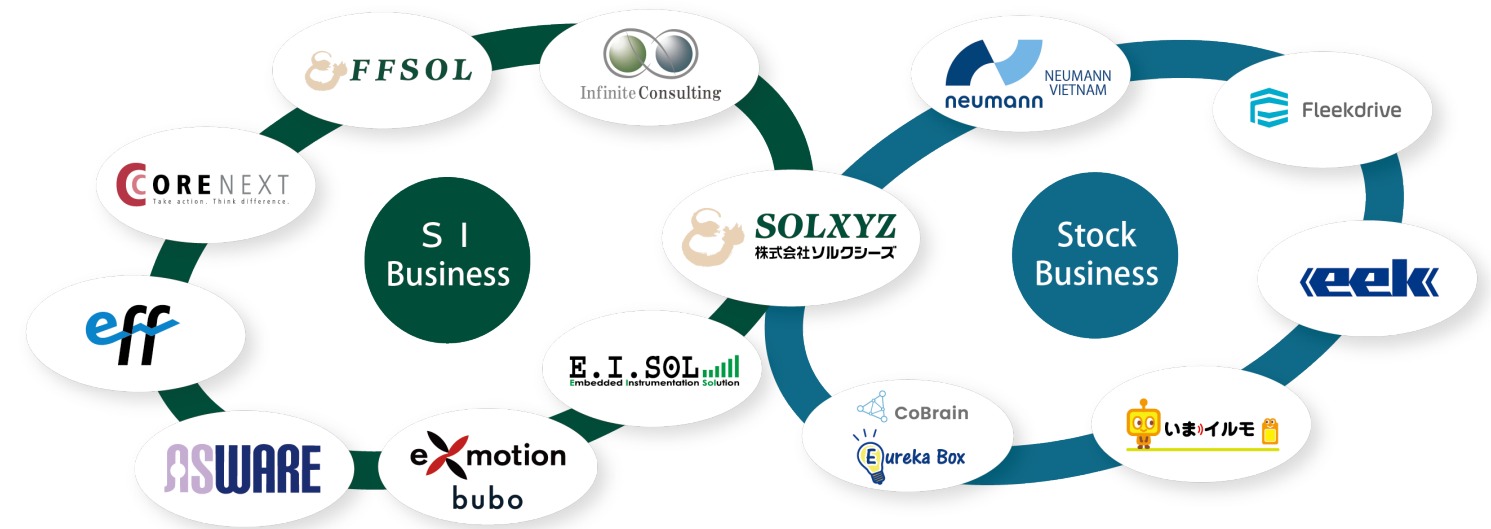 FFSOL
Infinite Consulting
neumann
NEUMANN
VIETNAM
Fleekdrive
CORENEXT
Take action. Think difference.
S I
Business
SOLXYZ
株式会社ソルクシーズ
Stock
Business
eek
eff
E.I.SOL
Embedded Instrumentation Solution
CoBrain
Eureka Box
いまイルモ
ASWARE
eXmotion
bubo